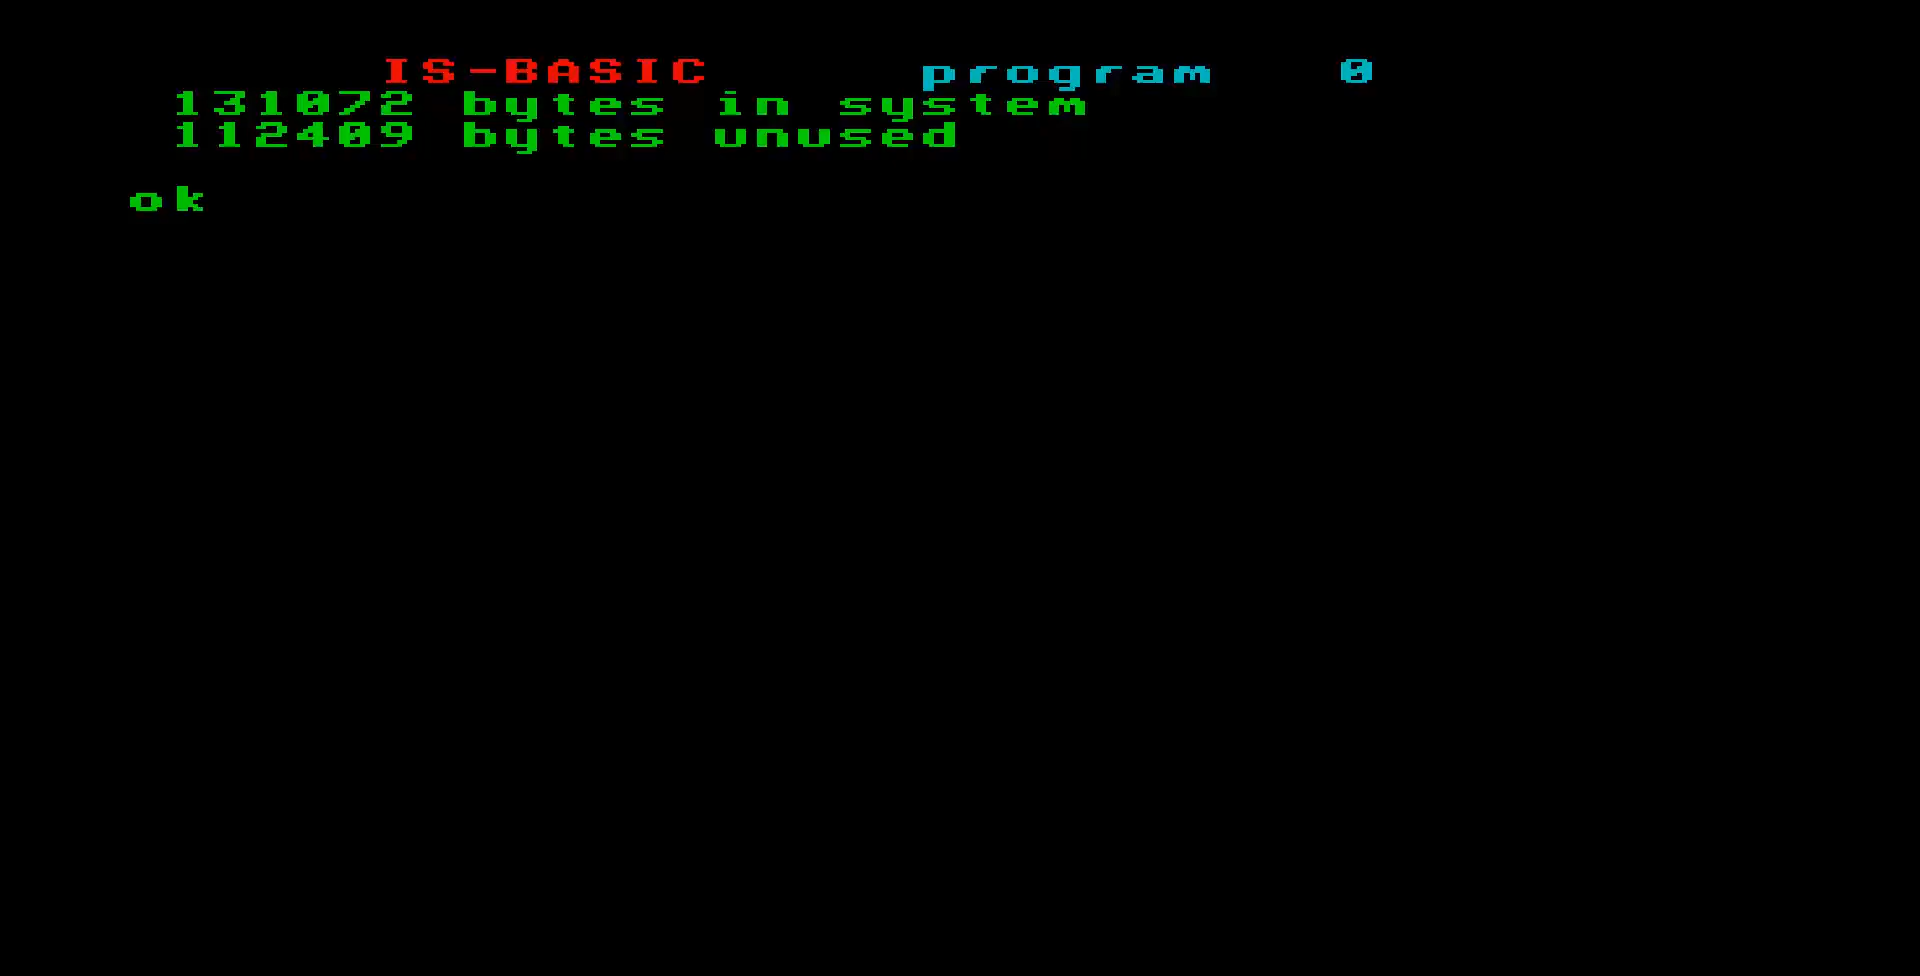 IS-BASIC program 0
131072 bytes in system
112409 bytes unused
ok